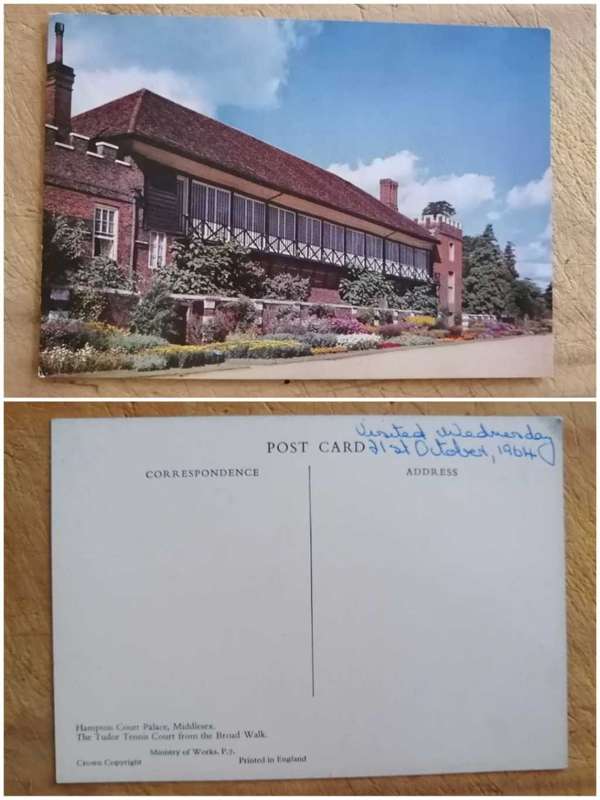 Visited Wednesday
21st October, 1964
POST CARD
CORRESPONDENCE
ADDRESS
Hampton Court Palace, Middlesex.
The Tudor Tennis Court from the Broad Walk.
Ministry of Works, P.7.
Crown Copyright
Printed in England